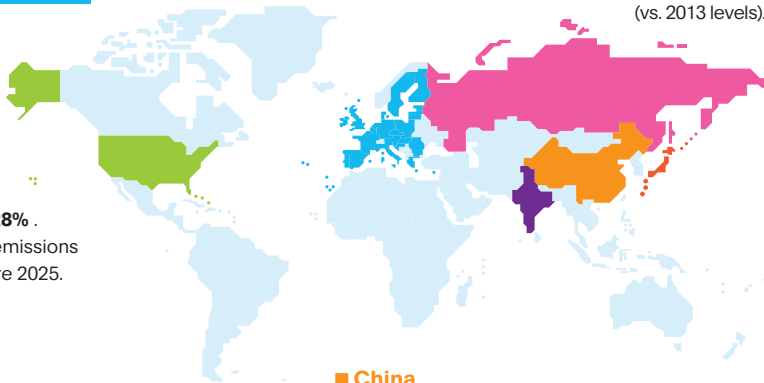 (vs. 2013 levels).
8% .
emissions
re 2025.
China